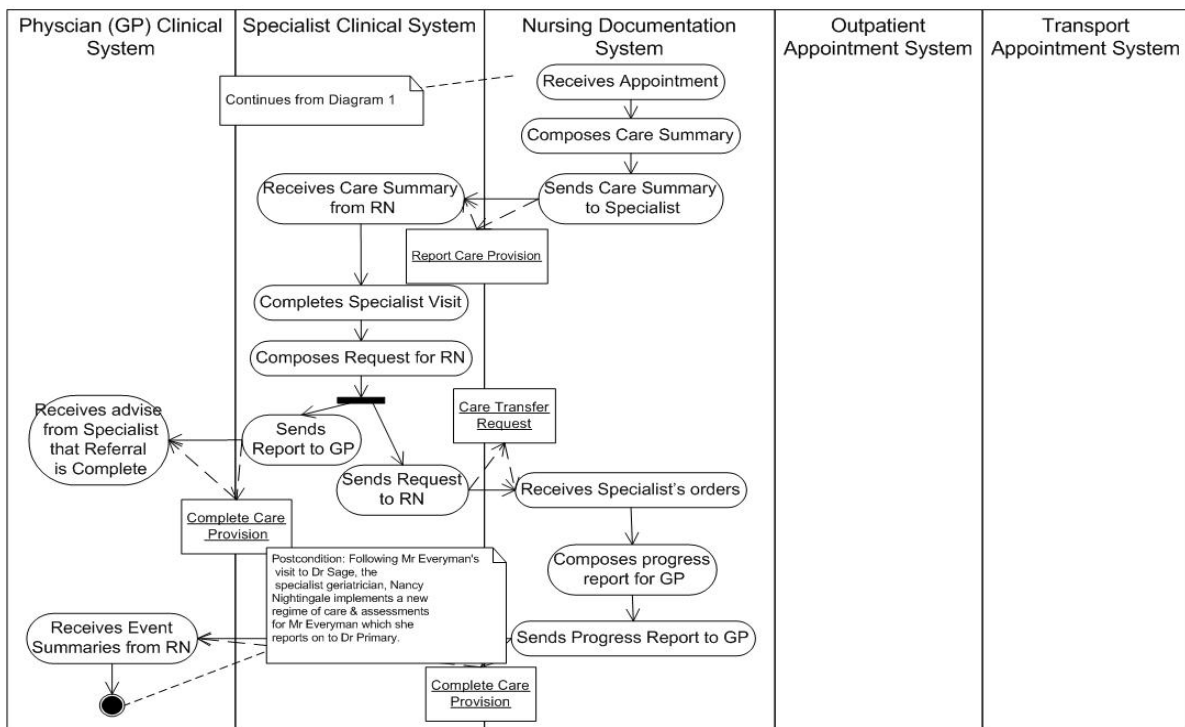 Physcian (GP) Clinical
System
Specialist Clinical System
Nursing Documentation
System
Outpatient
Appointment System
Transport
Appointment System
Continues from Diagram 1
Receives Appointment
Composes Care Summary
Receives Care Summary
from RN
Sends Care Summary
to Specialist
Report Care Provision
Completes Specialist Visit
Composes Request for RN
Receives advise
from Specialist
that Referral
is Complete
Sends
Report to GP
Care Transfer
Request
Sends Request
to RN
Receives Specialist's orders
Complete Care
Provision
Composes progress
report for GP
Postcondition: Following Mr Everyman's
visit to Dr Sage, the
specialist geriatrician, Nancy
Nightingale implements a new
regime of care & assessments
for Mr Everyman which she
reports on to Dr Primary.
Receives Event
Summaries from RN
Sends Progress Report to GP
Complete Care
Provision